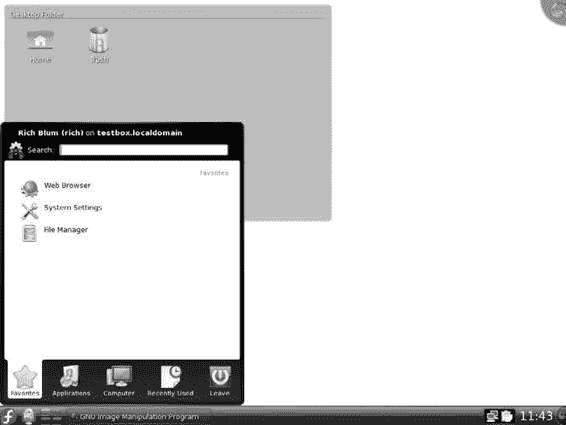 Desktop Folder
Home
Trash
Rich Blum (rich) on testbox.localdomain
Search:
Favorites
Web Browser
System Settings
File Manager
Favorites
Applications
Computer
Recently Used
Leave
GNU Image Manipulation Program
11:43